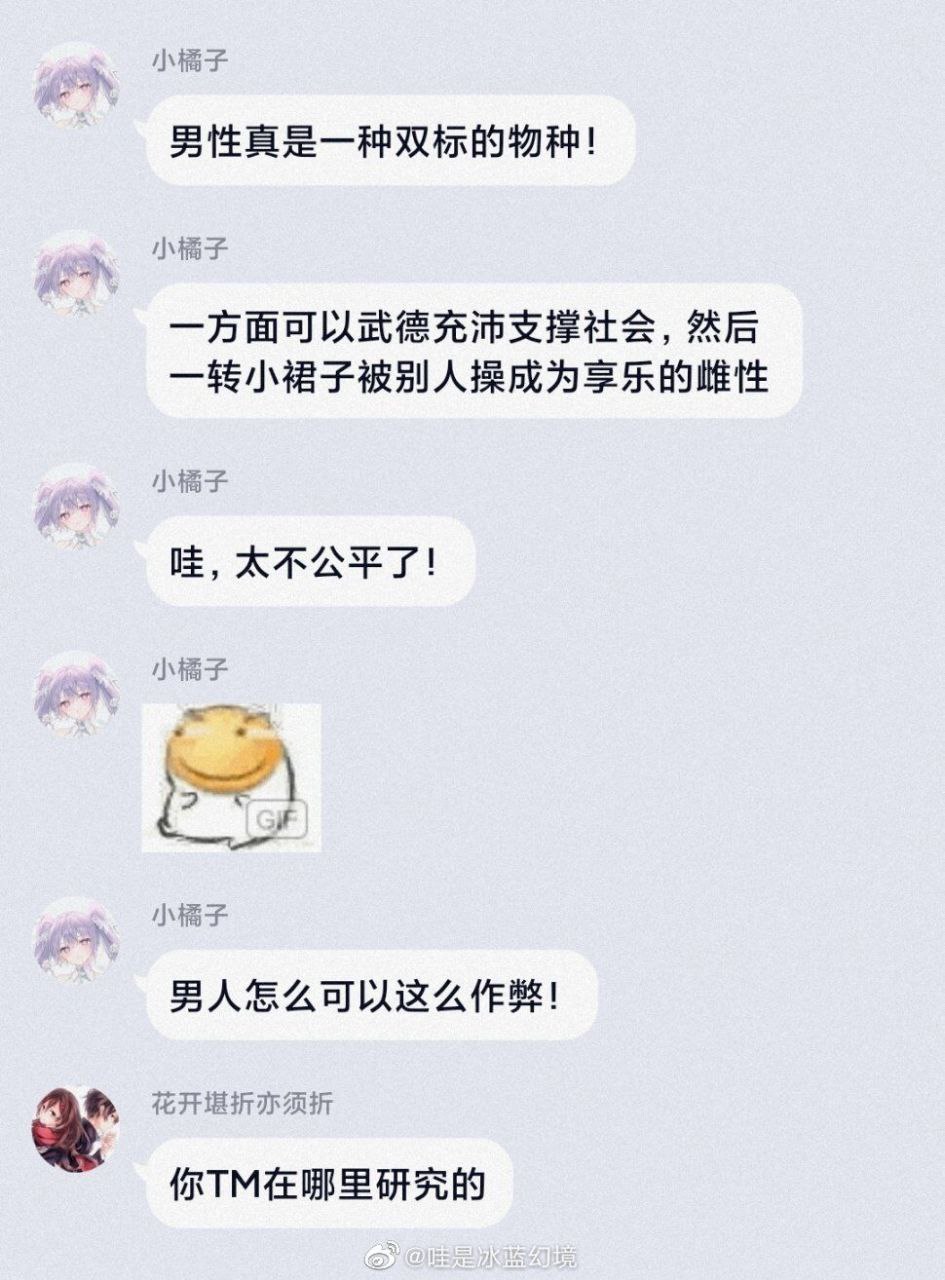 小橘子
男性真是一种双标的物种！
小橘子
一方面可以武德充沛支撑社会，然后
一转小裙子被别人操成为享乐的雌性
小橘子
哇，太不公平了！
小橘子
GIF
小橘子
男人怎么可以这么作弊！
花开堪折亦须折
你TM在哪里研究的
@哇是冰蓝幻境